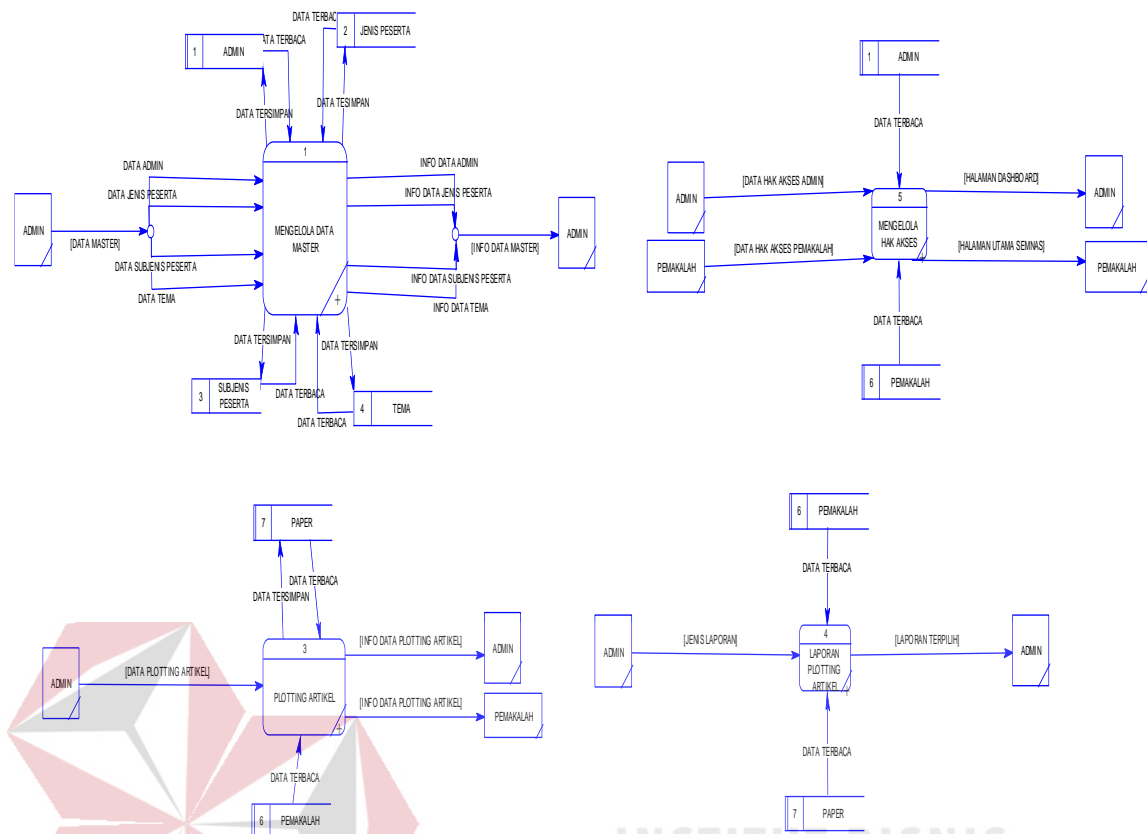 DATA TERBAC
2 JENIS PESERTA
1 ADMIN
ATA TERBACA
DATA TERSIMPAN
DATA TESIMPAN
1
MENGELOLA DATA
MASTER
+
DATA ADMIN
DATA JENIS PESERTA
ADMIN
[DATA MASTER]
DATA SUBJENIS PESERTA
DATA TEMA
INFO DATA ADMIN
INFO DATA JENIS PESERTA
[INFO DATA MASTER]
ADMIN
INFO DATA SUBJENIS PESERTA
INFO DATA TEMA
DATA TERSIMPAN
DATA TERSIMPAN
3 SUBJENIS
PESERTA
DATA TERBACA
DATA TERBACA
4 TEMA
1 ADMIN
DATA TERBACA
ADMIN
[DATA HAK AKSES ADMIN]
[HALAMAN DASHBOARD]
ADMIN
5
MENGELOLA
HAK AKSES
+
PEMAKALAH
[DATA HAK AKSES PEMAKALAH]
[HALAMAN UTAMA SEMNAS]
PEMAKALAH
DATA TERBACA
6 PEMAKALAH
7 PAPER
DATA TERBACA
DATA TERSIMPAN
ADMIN
[DATA PLOTTING ARTIKEL]
3
PLOTTING ARTIKEL
+
[INFO DATA PLOTTING ARTIKEL]
ADMIN
[INFO DATA PLOTTING ARTIKEL]
PEMAKALAH
DATA TERBACA
6 PEMAKALAH
6 PEMAKALAH
DATA TERBACA
ADMIN
[JENIS LAPORAN]
4
LAPORAN
PLOTTING
ARTIKEL
+
[LAPORAN TERPILIH]
ADMIN
DATA TERBACA
7 PAPER